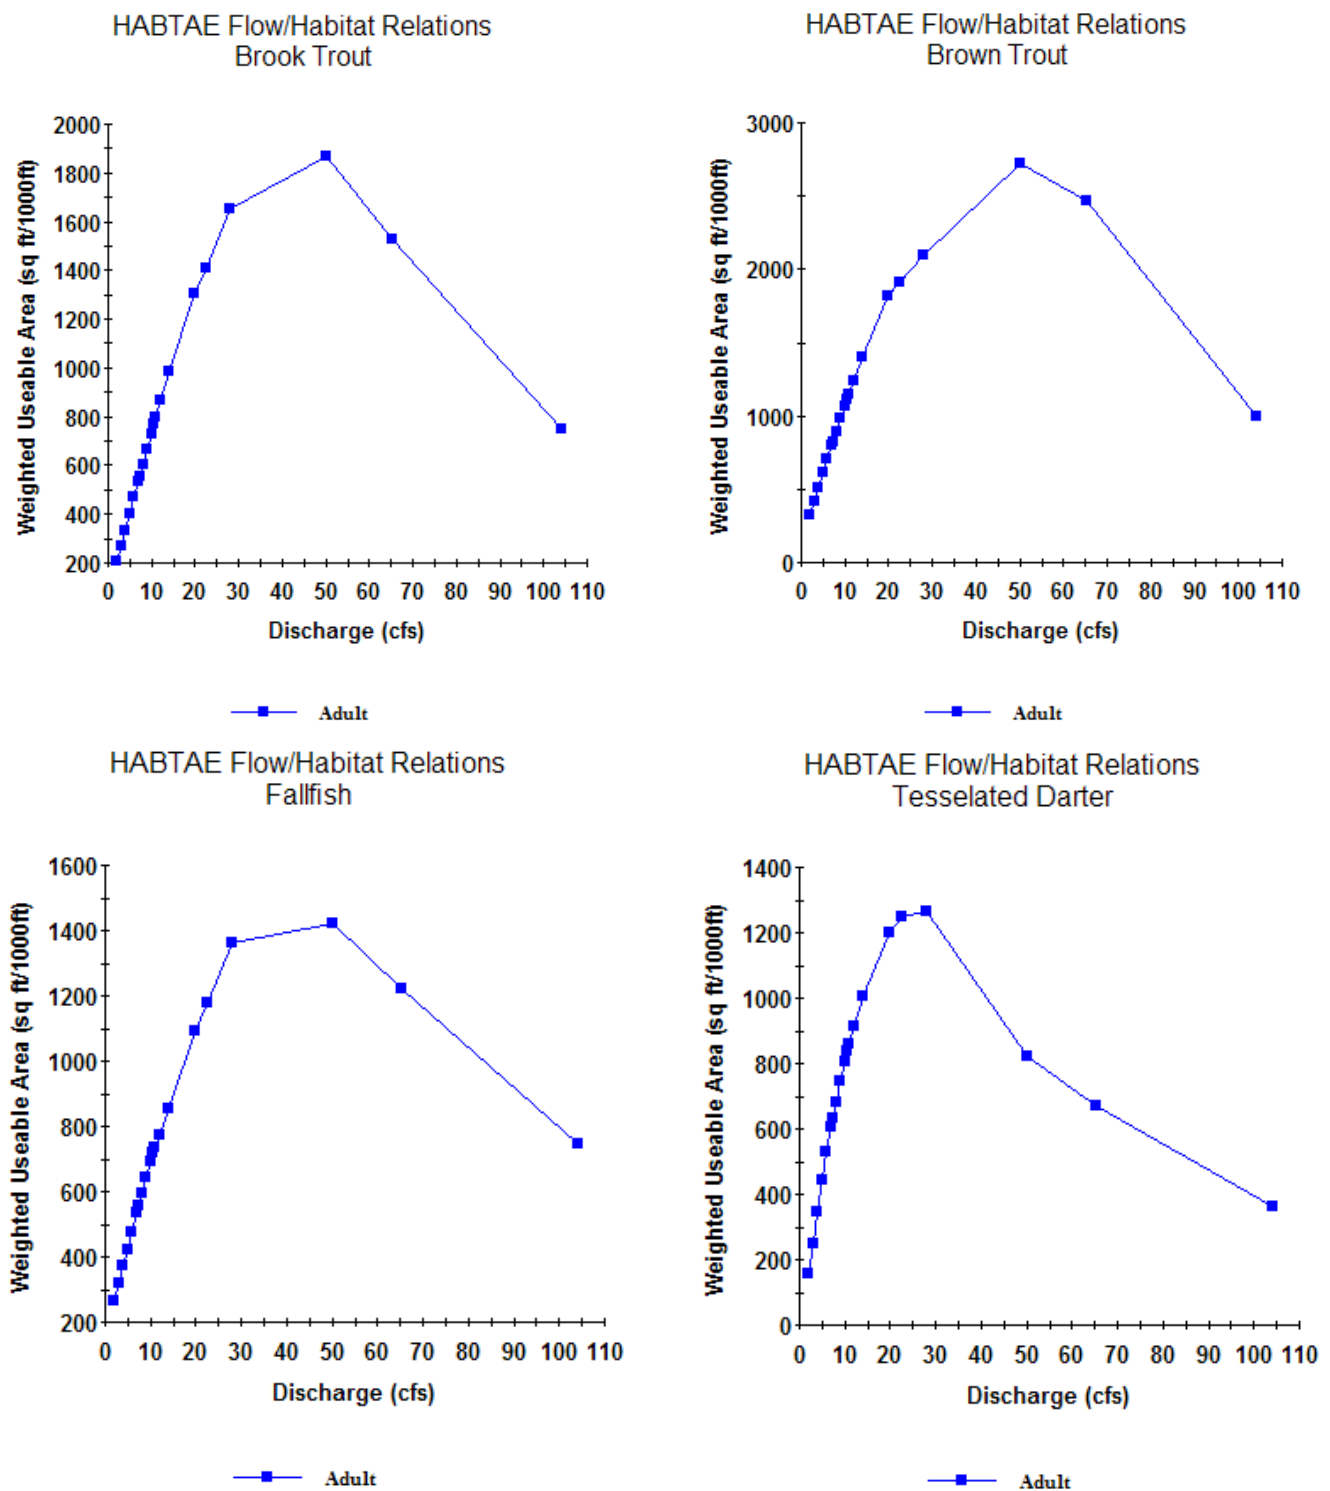 HABTAE Flow/Habitat Relations
Brook Trout
Weighted Useable Area (sq ft/1000ft)
2000
1800
1600
1400
1200
1000
800
600
400
200
0 10 20 30 40 50 60 70 80 90 100 110
Discharge (cfs)
Adult
HABTAE Flow/Habitat Relations
Brown Trout
Weighted Useable Area (sq ft/1000ft)
3000
2000
1000
0
0 10 20 30 40 50 60 70 80 90 100 110
Discharge (cfs)
Adult
HABTAE Flow/Habitat Relations
Fallfish
Weighted Useable Area (sq ft/1000ft)
1600
1400
1200
1000
800
600
400
200
0 10 20 30 40 50 60 70 80 90 100 110
Discharge (cfs)
Adult
HABTAE Flow/Habitat Relations
Tesselated Darter
Weighted Useable Area (sq ft/1000ft)
1400
1200
1000
800
600
400
200
0
0 10 20 30 40 50 60 70 80 90 100 110
Discharge (cfs)
Adult